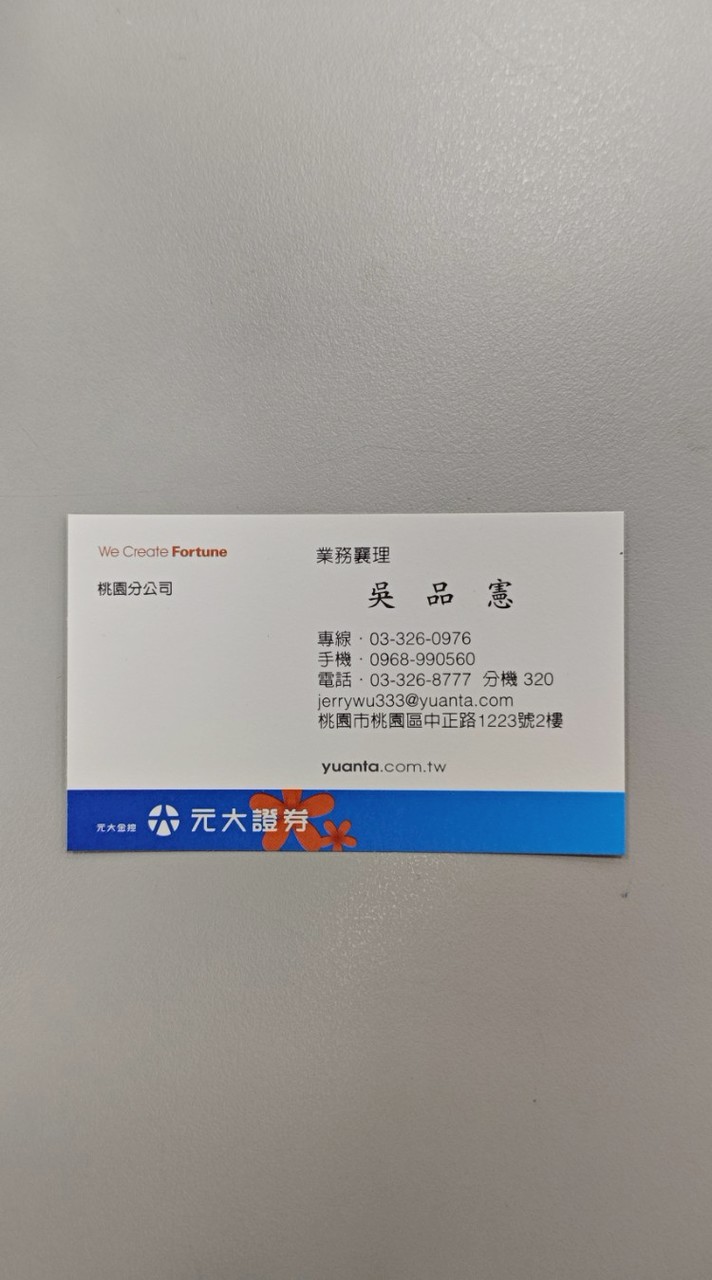 We Create Fortune
桃園分公司
業務襄理
吳品憲
專線・03-326-0976
手機・0968-990560
電話・03-326-8777 分機 320
jerrywu333@yuanta.com
桃園市桃園區中正路1223號2樓
yuanta.com.tw
元大金控 元大證券